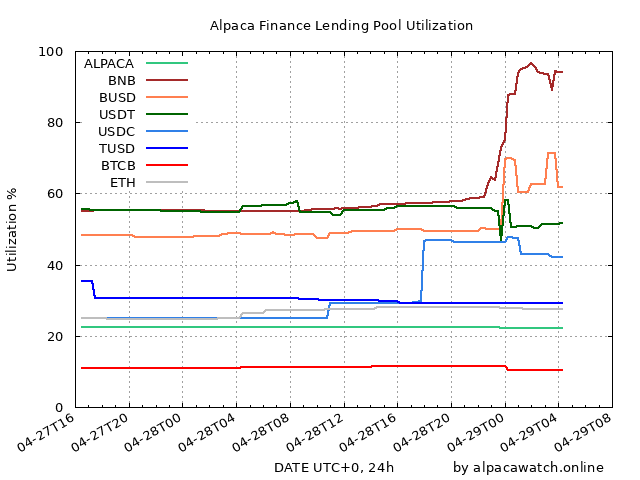 Alpaca Finance Lending Pool Utilization
100
80
60
40
20
0
Utilization %
ALPACA
BNB
BUSD
USDT
USDC
TUSD
BTCB
ETH
04-27T16
04-27T20
04-28T00
04-28T04
04-28T08
04-28T12
04-28T16
04-28T20
04-29T00
04-29T04
04-29T08
DATE UTC+0, 24h
by alpacawatch.online